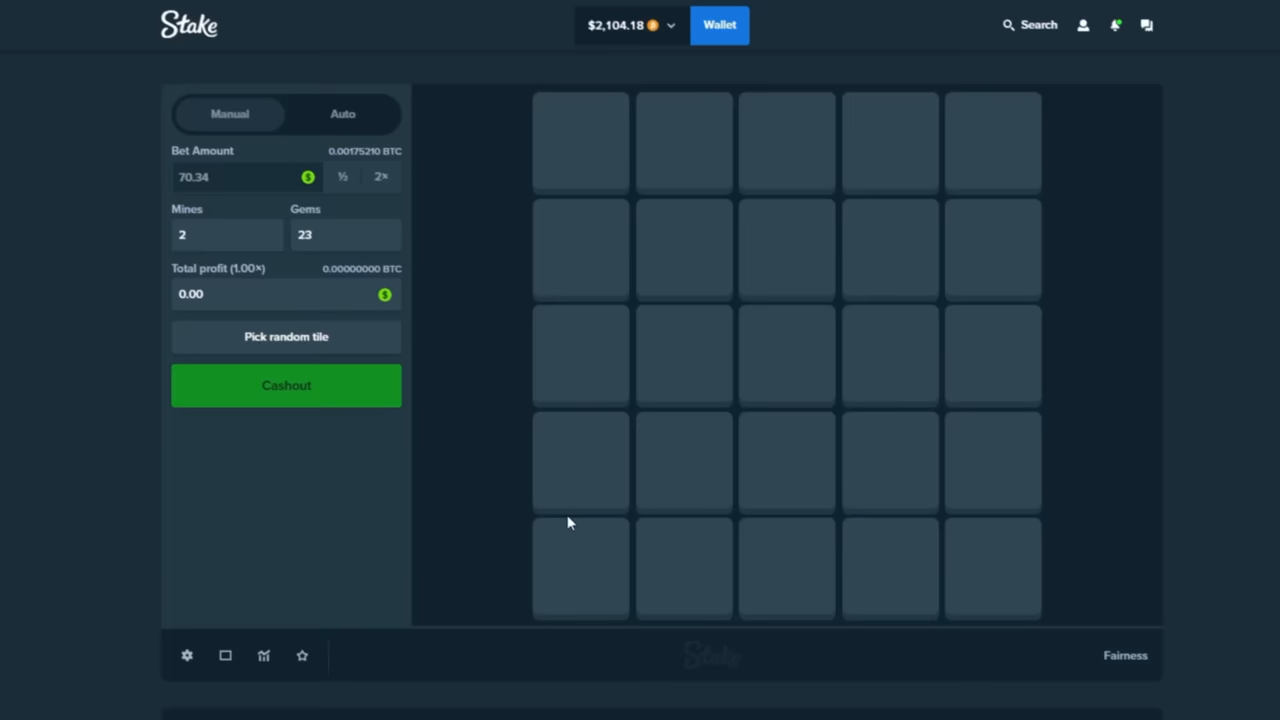 Stake
$2,104.18
Wallet
Search
Manual Auto
Bet Amount 0.00175210 BTC
70.34 ½ 2×
Mines Gems
2 23
Total profit (1.00×) 0.00000000 BTC
0.00
Pick random tile
Cashout
Stake
Fairness